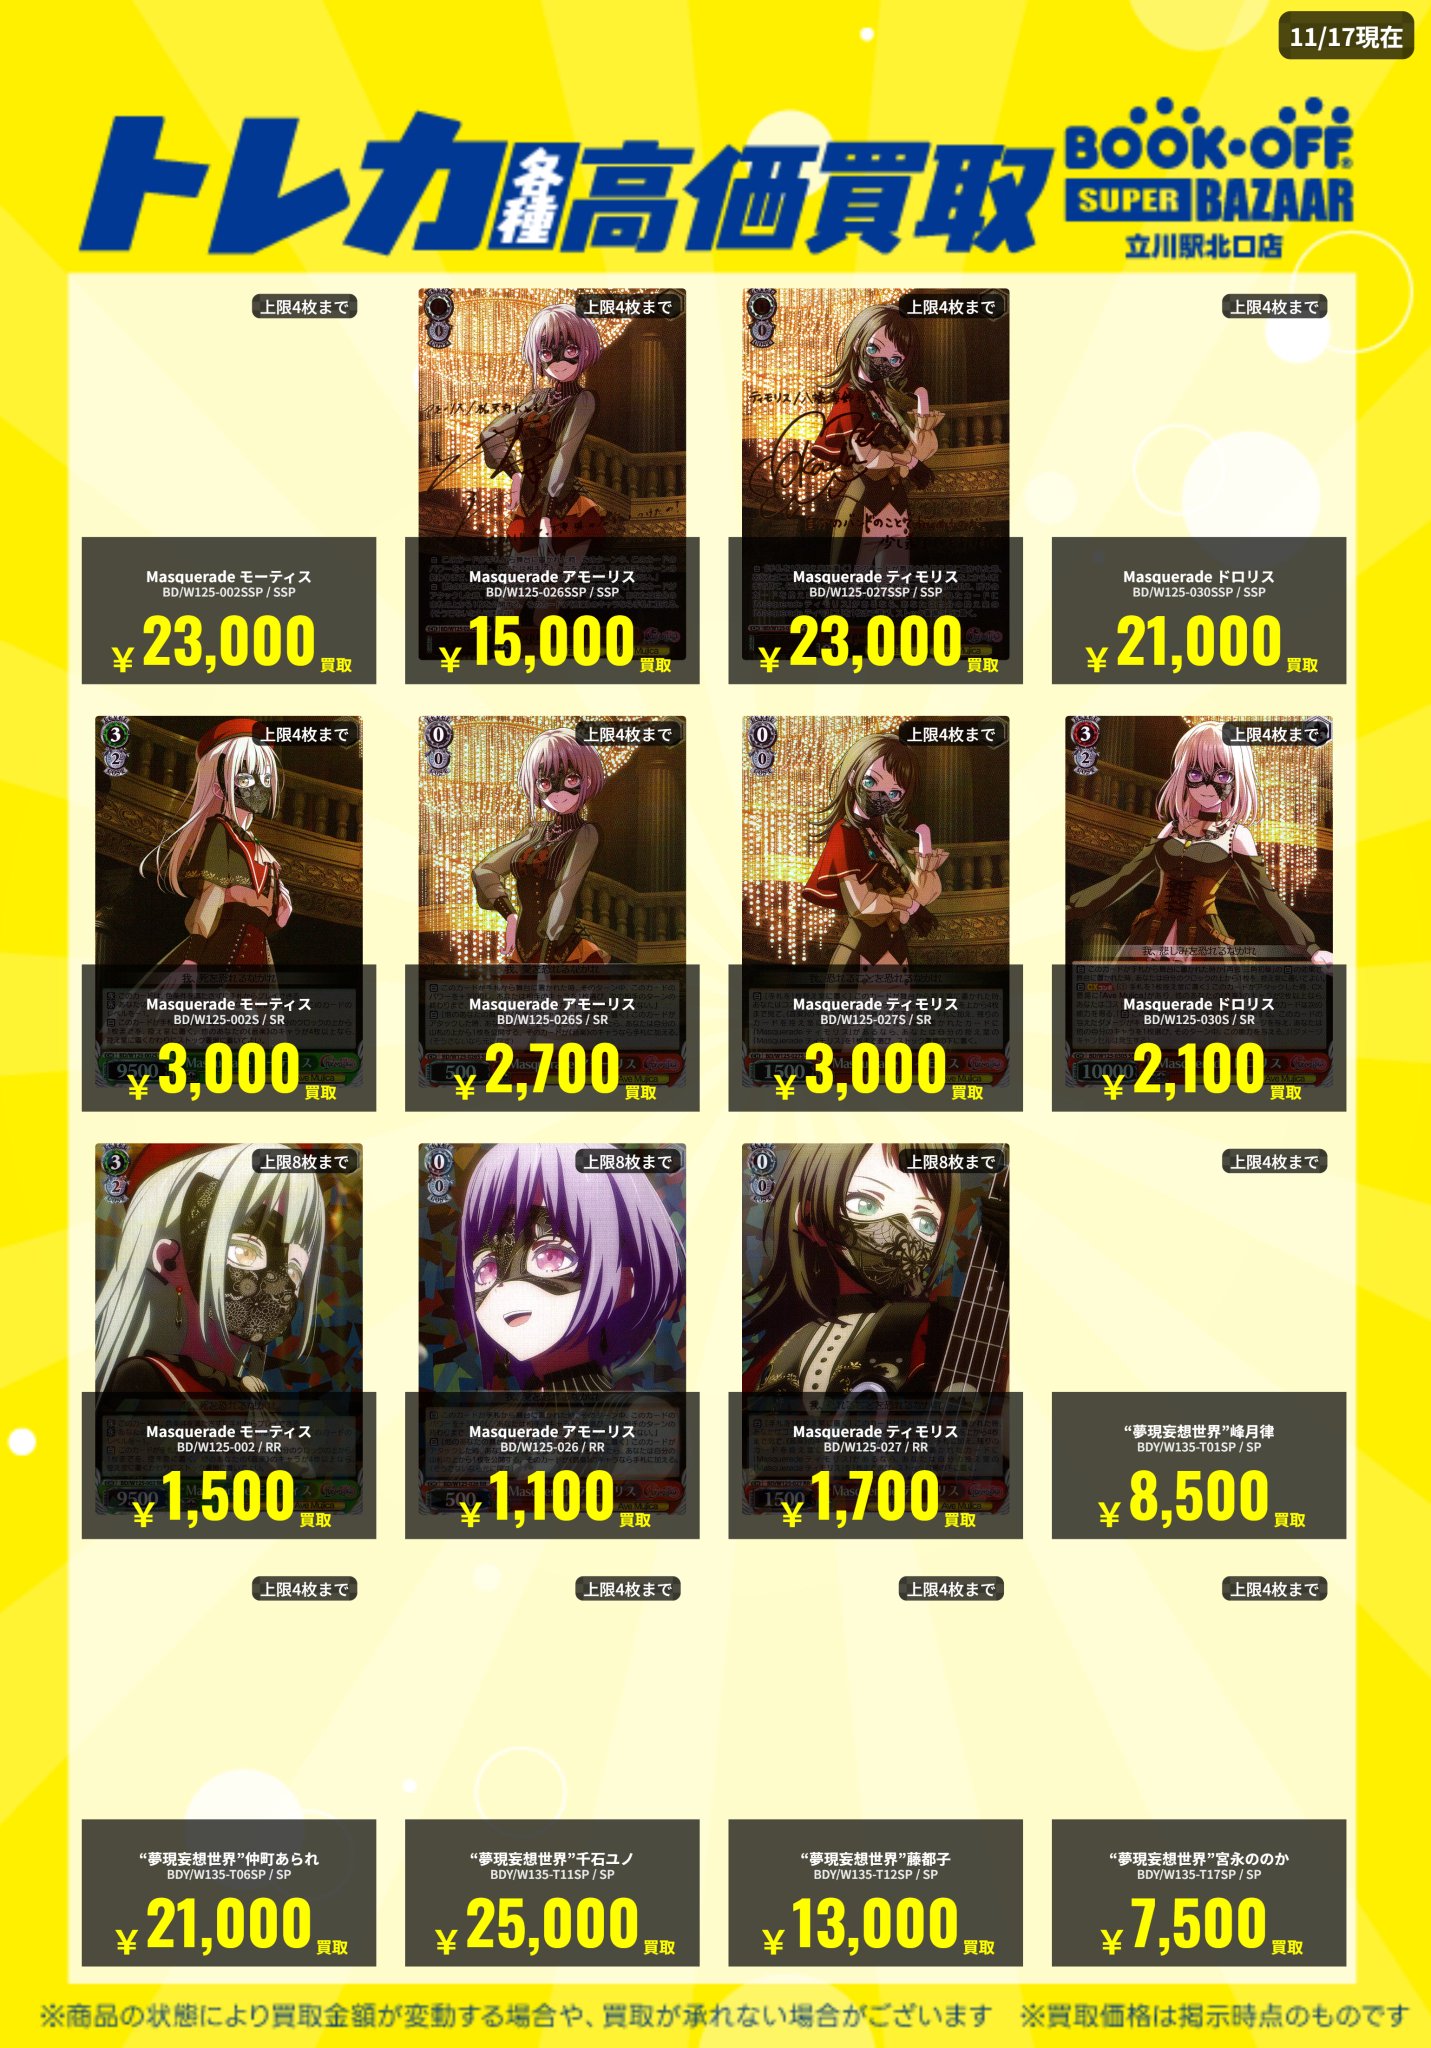 11/17現在
トレカ各種高価買取
BOOK・OFF®
SUPER BAZAAR
立川駅北口店
上限4枚まで
Masquerade モーティス
BD/W125-002SSP / SSP
¥23,000買取
上限4枚まで
Masquerade アモーリス
BD/W125-026SSP / SSP
¥15,000買取
上限4枚まで
Masquerade ティモリス
BD/W125-027SSP / SSP
¥23,000買取
上限4枚まで
Masquerade ドロリス
BD/W125-030SSP / SSP
¥21,000買取
上限4枚まで
Masquerade モーティス
BD/W125-002S / SR
¥3,000買取
上限4枚まで
Masquerade アモーリス
BD/W125-026S / SR
¥2,700買取
上限4枚まで
Masquerade ティモリス
BD/W125-027S / SR
¥3,000買取
上限4枚まで
我、悲しみを恐れるなかれ
Masquerade ドロリス
BD/W125-030S / SR
¥2,100買取
上限8枚まで
Masquerade モーティス
BD/W125-002 / RR
¥1,500買取
上限8枚まで
Masquerade アモーリス
BD/W125-026 / RR
¥1,100買取
上限8枚まで
Masquerade ティモリス
BD/W125-027 / RR
¥1,700買取
上限4枚まで
“夢現妄想世界”峰月律
BDY/W135-T01SP / SP
¥8,500買取
上限4枚まで
“夢現妄想世界”仲町あられ
BDY/W135-T06SP / SP
¥21,000買取
上限4枚まで
“夢現妄想世界”千石ユノ
BDY/W135-T11SP / SP
¥25,000買取
上限4枚まで
“夢現妄想世界”藤都子
BDY/W135-T12SP / SP
¥13,000買取
上限4枚まで
“夢現妄想世界”宮永ののか
BDY/W135-T17SP / SP
¥7,500買取
※商品の状態により買取金額が変動する場合や、買取が承れない場合がございます　※買取価格は掲示時点のものです